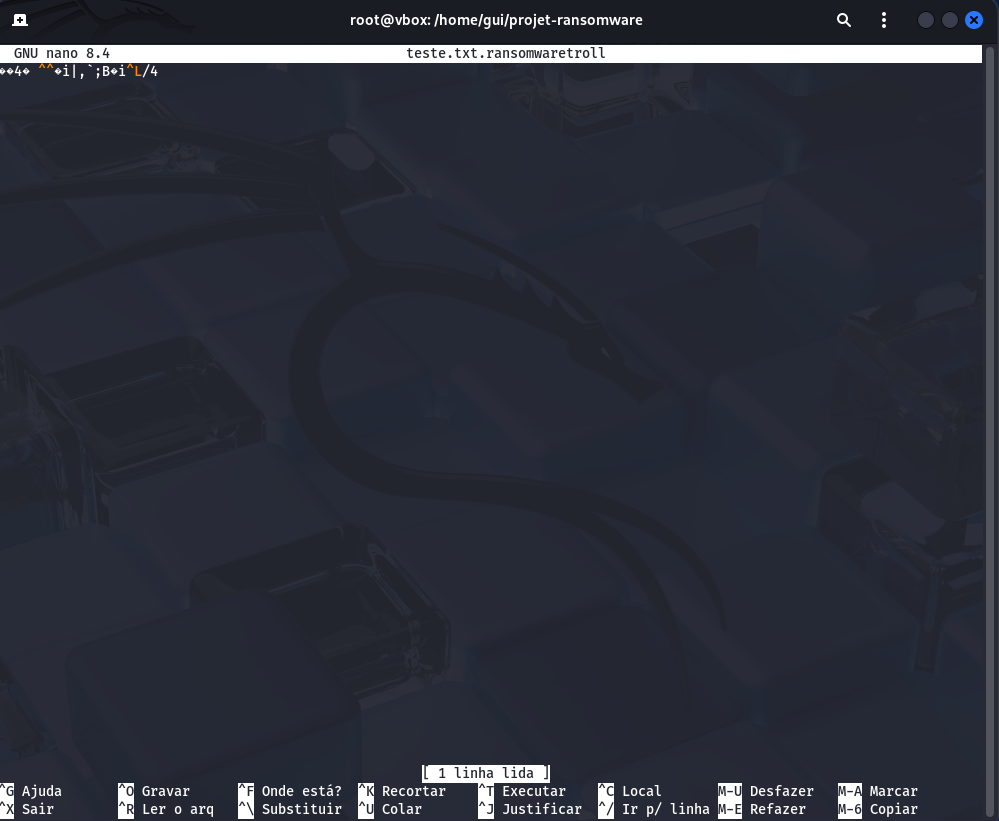 root@vbox: /home/gui/projet-ransomware
GNU nano 8.4 teste.txt.ransomwaretroll
��4� ^^�i|,`;B�i^L/4
[ 1 linha lida ]
^G Ajuda ^O Gravar ^F Onde está? ^K Recortar ^T Executar ^C Local M-U Desfazer M-A Marcar
^X Sair ^R Ler o arq ^\ Substituir ^U Colar ^J Justificar ^/ Ir p/ linha M-E Refazer M-6 Copiar